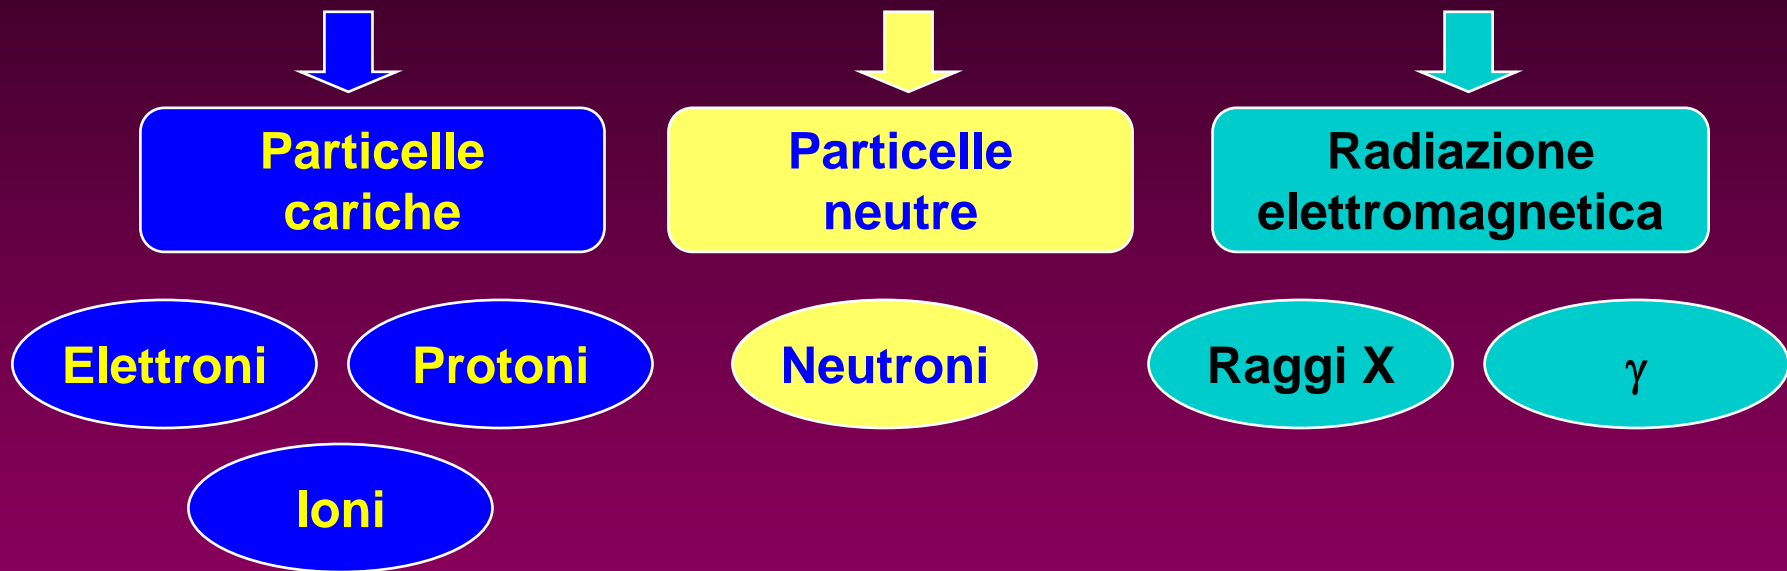 Particelle
cariche
Particelle
neutre
Radiazione
elettromagnetica
Elettroni
Protoni
Neutroni
Raggi X
γ
Ioni